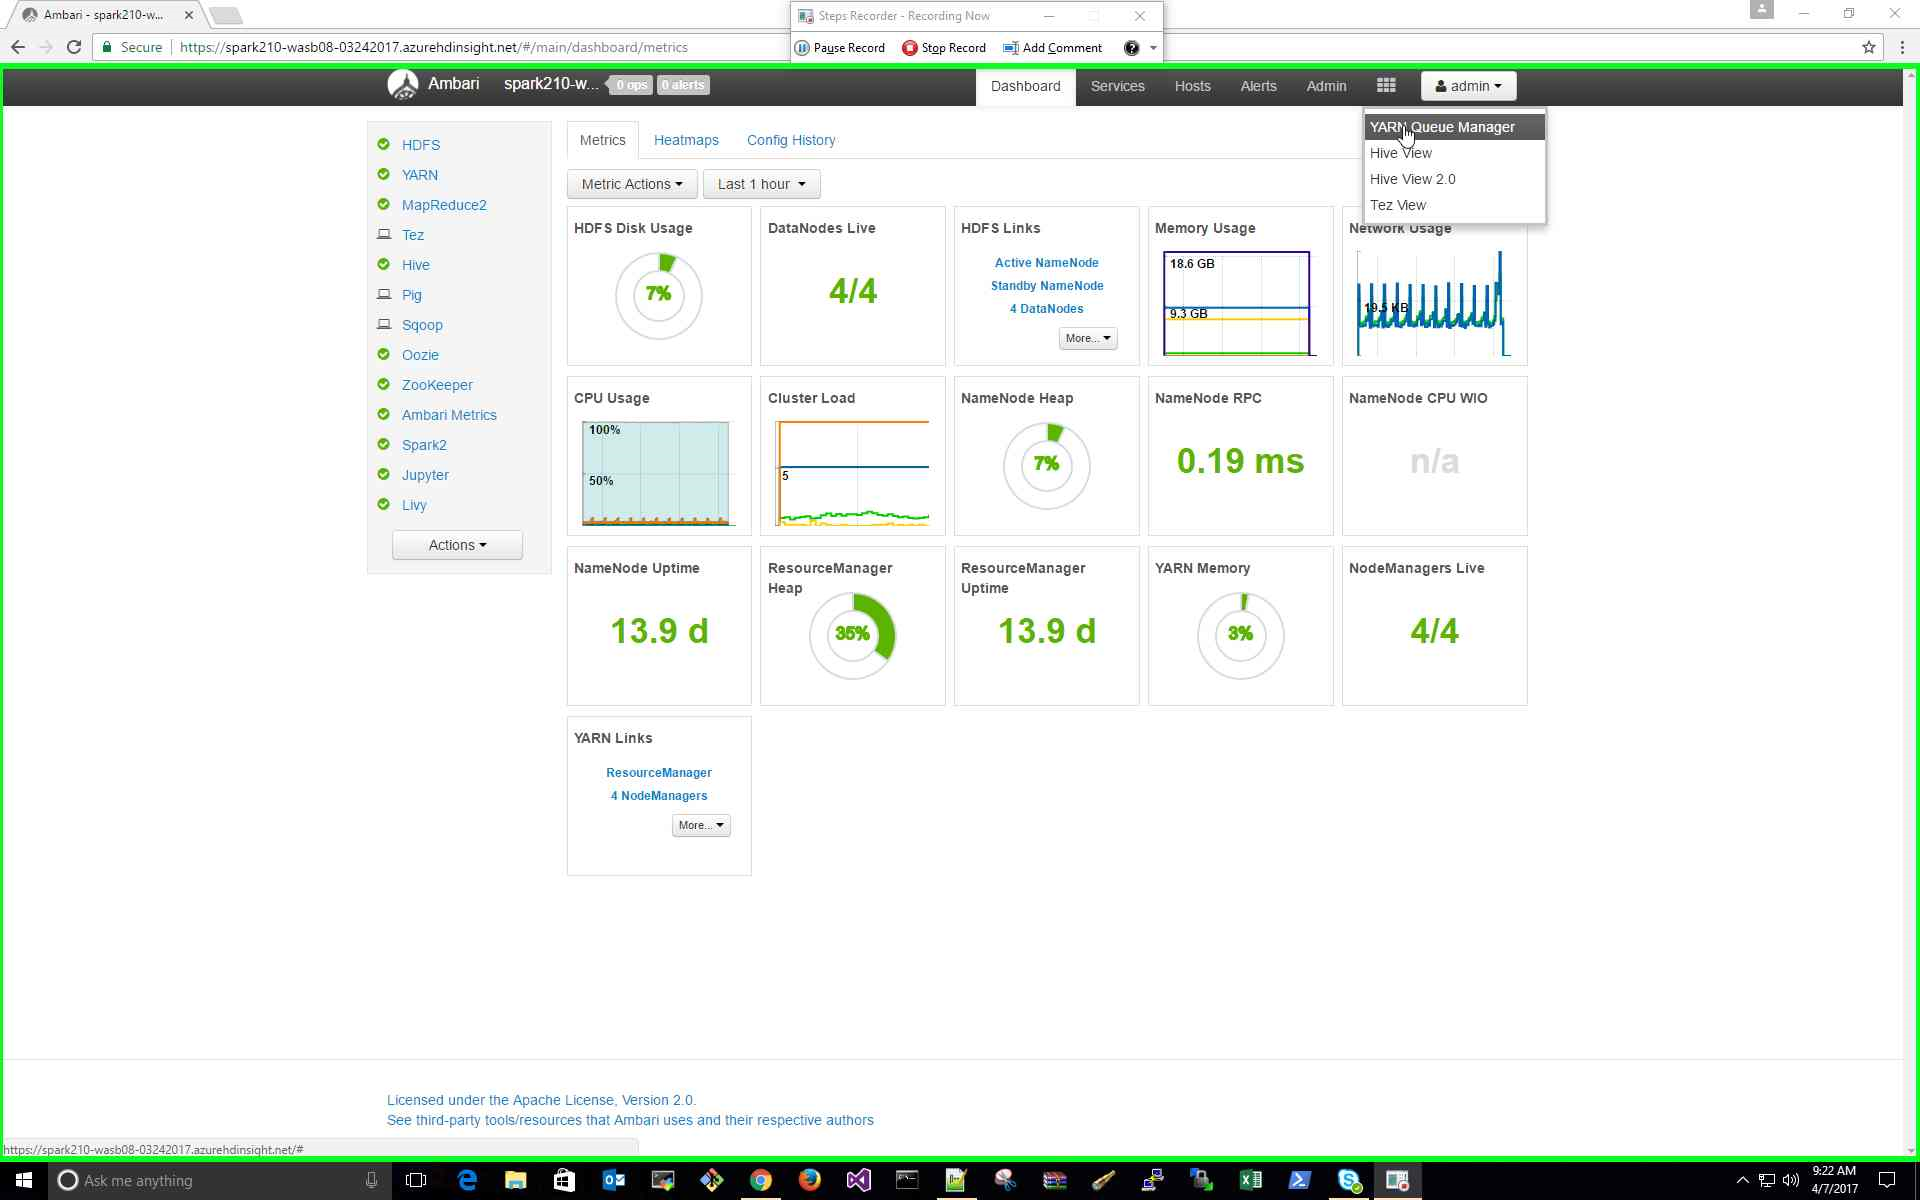 Ambari - spark210-w...
Steps Recorder - Recording Now
Secure
https://spark210-wasb08-03242017.azurehdinsight.net/#/main/dashboard/metrics
Pause Record
Stop Record
Add Comment
Ambari
spark210-w...
0 ops
0 alerts
Dashboard
Services
Hosts
Alerts
Admin
admin
YARN Queue Manager
Hive View
Hive View 2.0
Tez View
HDFS
YARN
MapReduce2
Tez
Hive
Pig
Sqoop
Oozie
ZooKeeper
Ambari Metrics
Spark2
Jupyter
Livy
Actions
Metrics
Heatmaps
Config History
Metric Actions
Last 1 hour
HDFS Disk Usage
7%
DataNodes Live
4/4
HDFS Links
Active NameNode
Standby NameNode
4 DataNodes
More...
Memory Usage
18.6 GB
9.3 GB
Network Usage
19.5 KB
CPU Usage
100%
50%
Cluster Load
5
NameNode Heap
7%
NameNode RPC
0.19 ms
NameNode CPU WIO
n/a
NameNode Uptime
13.9 d
ResourceManager
Heap
35%
ResourceManager
Uptime
13.9 d
YARN Memory
3%
NodeManagers Live
4/4
YARN Links
ResourceManager
4 NodeManagers
More...
Licensed under the Apache License, Version 2.0.
See third-party tools/resources that Ambari uses and their respective authors
https://spark210-wasb08-03242017.azurehdinsight.net/#
Ask me anything
9:22 AM
4/7/2017